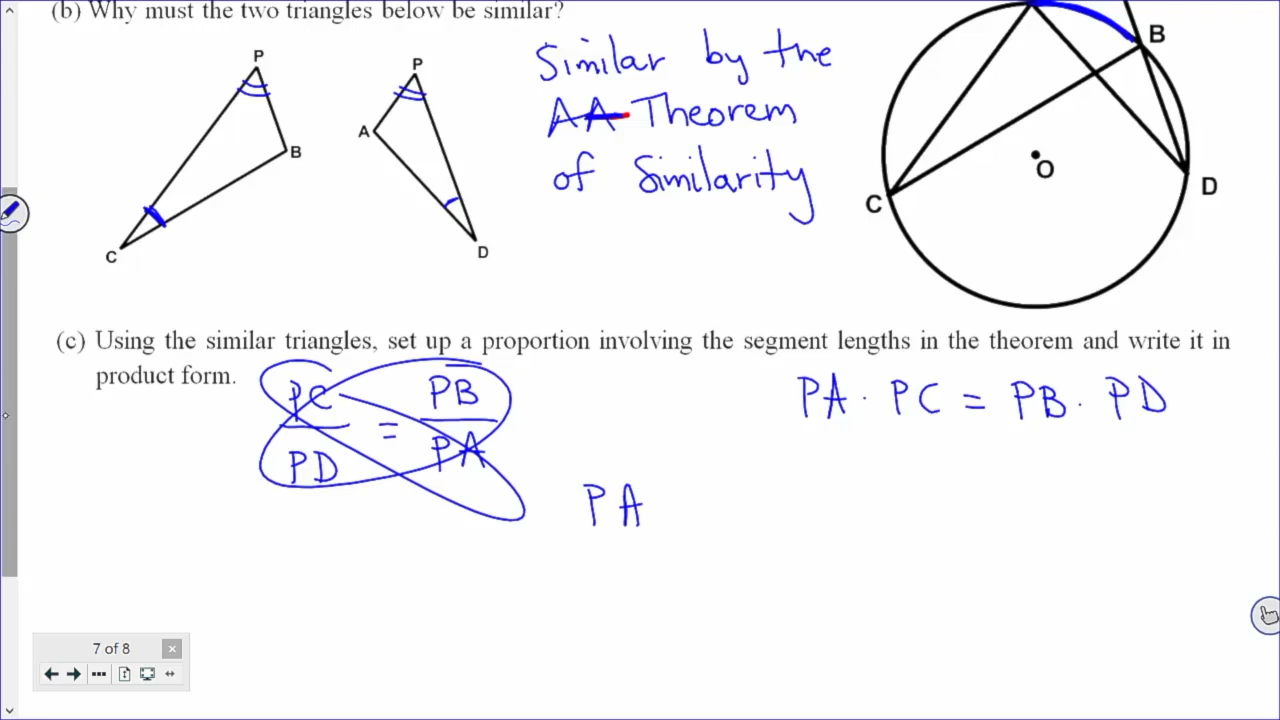 (b) Why must the two triangles below be similar?
P
B
C
P
A
D
Similar by the
AA Theorem
of Similarity
B
O
C
D
(c) Using the similar triangles, set up a proportion involving the segment lengths in the theorem and write it in
product form.
PC = PB
PD PA
PA · PC = PB · PD
PA
7 of 8